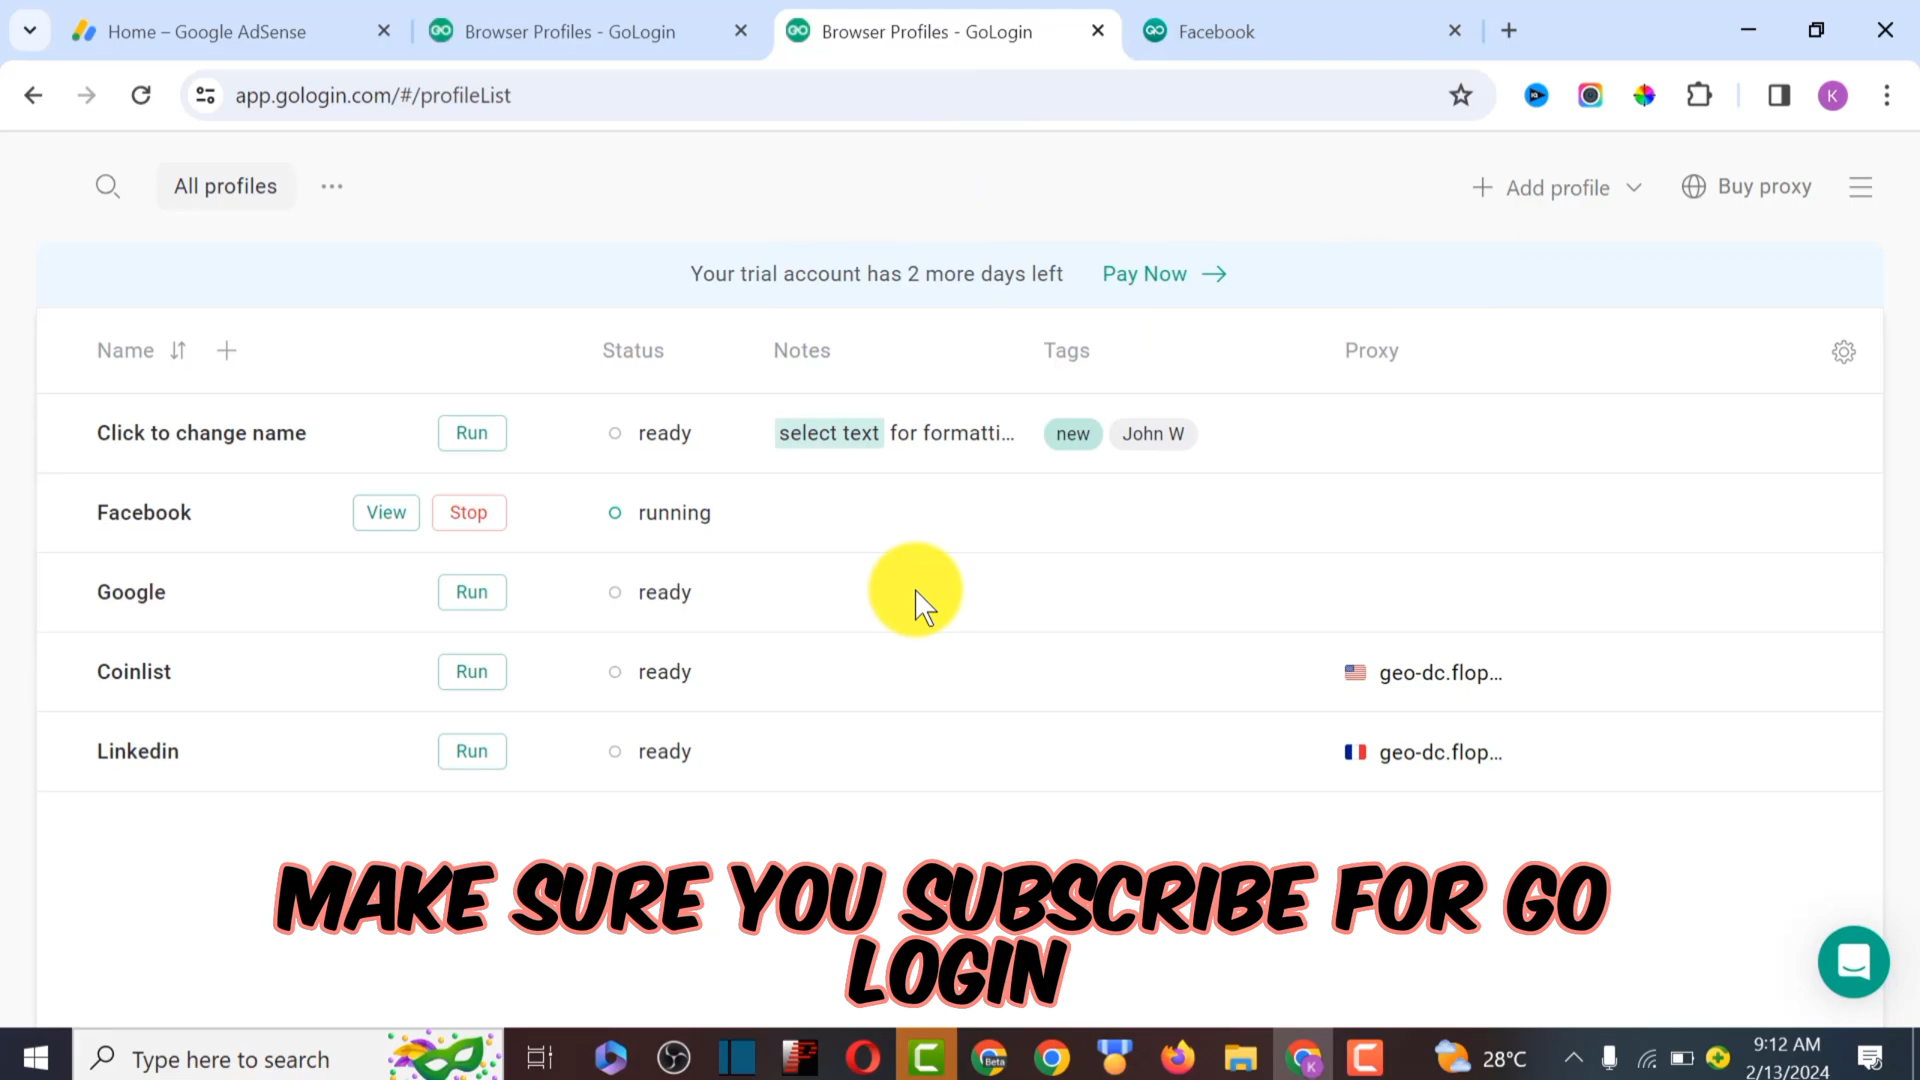 Home – Google AdSense
Browser Profiles - GoLogin
Browser Profiles - GoLogin
Facebook
app.gologin.com/#/profileList
K
All profiles
Add profile
Buy proxy
Your trial account has 2 more days left
Pay Now
Name
Status
Notes
Tags
Proxy
Click to change name
Run
ready
select text for formatti...
new
John W
Facebook
View
Stop
running
Google
Run
ready
Coinlist
Run
ready
geo-dc.flop...
Linkedin
Run
ready
geo-dc.flop...
MAKE SURE YOU SUBSCRIBE FOR GO
LOGIN
Type here to search
Beta
K
28°C
9:12 AM
2/13/2024